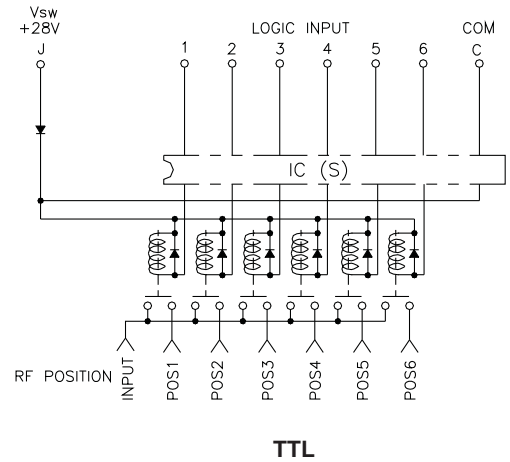 Vsw
+28V
J
LOGIC INPUT
COM
1 2 3 4 5 6 C
IC (S)
RF POSITION
INPUT
POS1
POS2
POS3
POS4
POS5
POS6
TTL